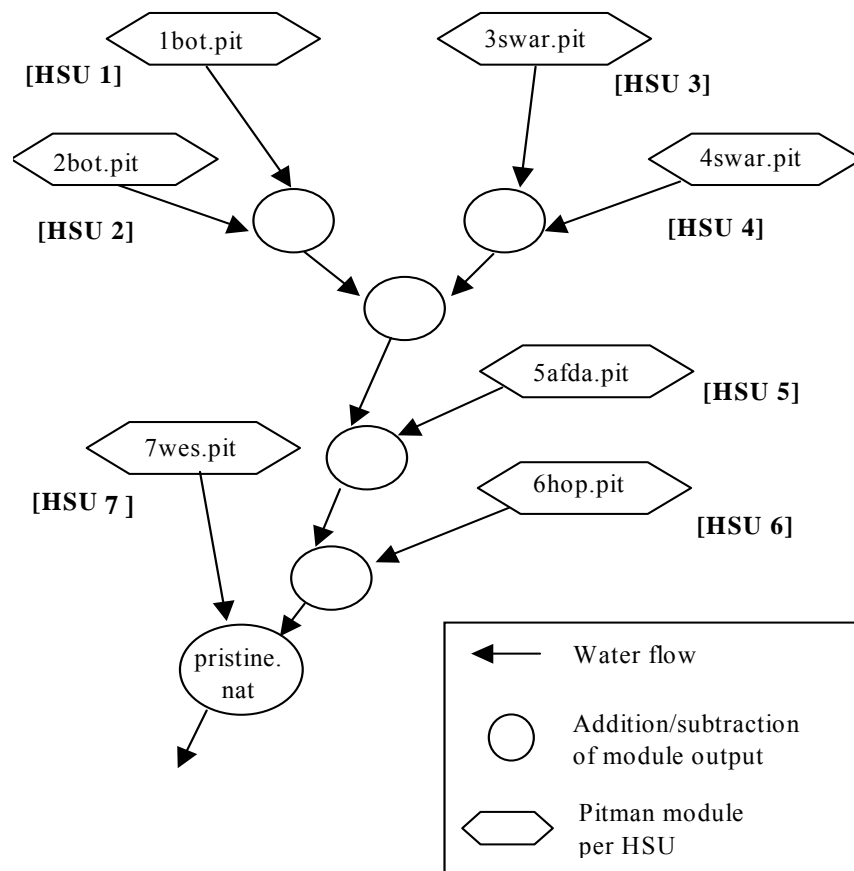 1bot.pit
3swar.pit
[HSU 1]
[HSU 3]
2bot.pit
4swar.pit
[HSU 2]
[HSU 4]
5afda.pit
[HSU 5]
7wes.pit
[HSU 7 ]
6hop.pit
[HSU 6]
pristine.
nat
Water flow
Addition/subtraction
of module output
Pitman module
per HSU